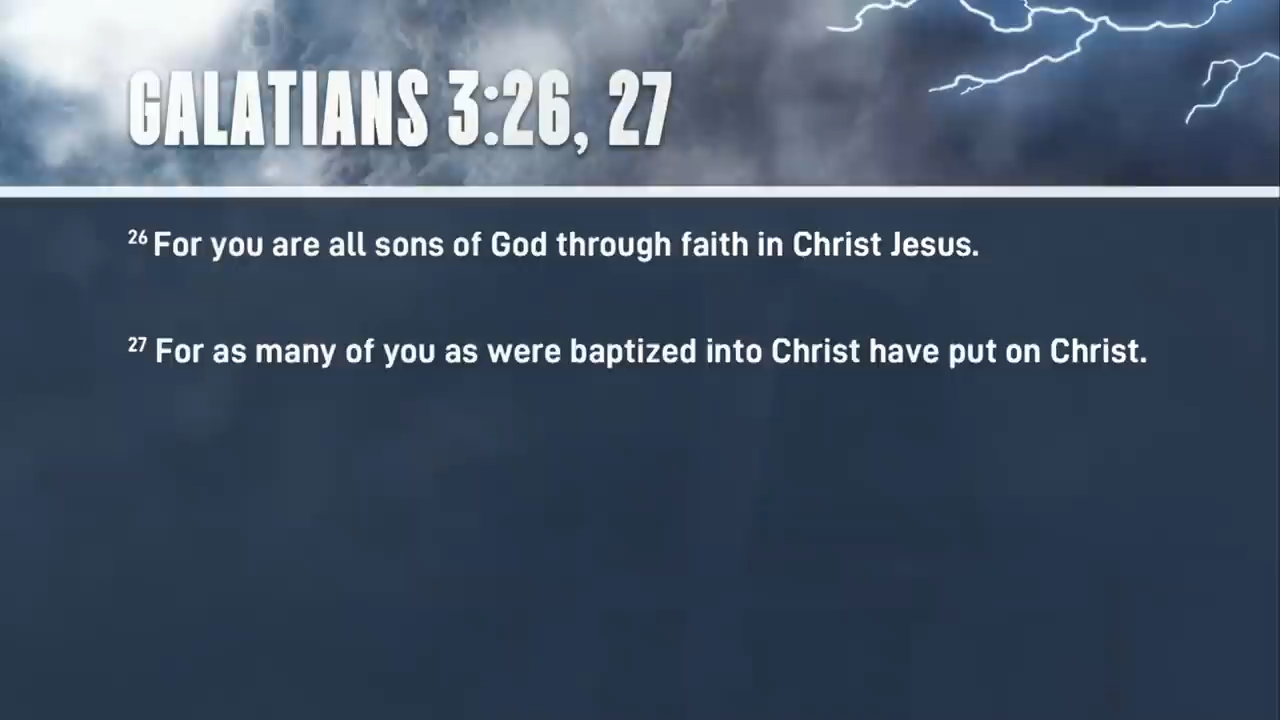 GALATIANS 3:26, 27
26 For you are all sons of God through faith in Christ Jesus.
27 For as many of you as were baptized into Christ have put on Christ.